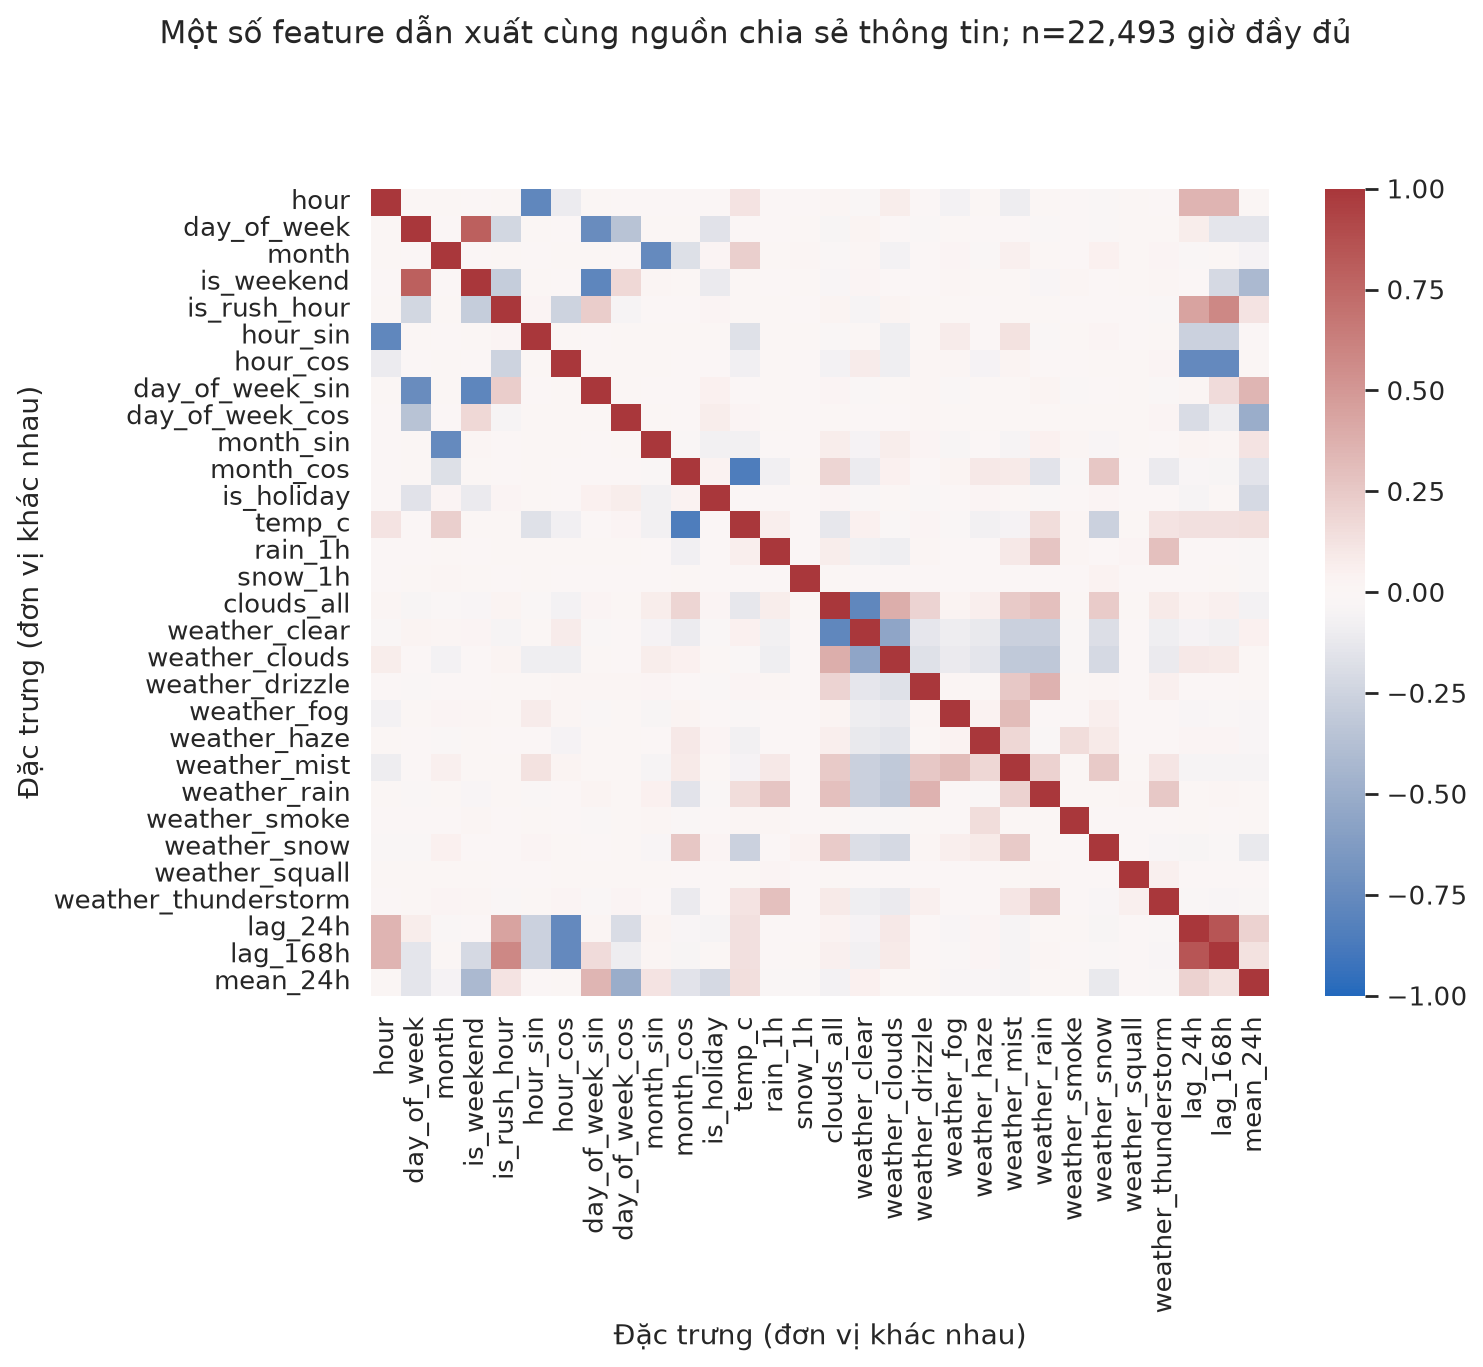 Một số feature dẫn xuất cùng nguồn chia sẻ thông tin; n=22,493 giờ đầy đủ
Đặc trưng (đơn vị khác nhau)
hour
day_of_week
month
is_weekend
is_rush_hour
hour_sin
hour_cos
day_of_week_sin
day_of_week_cos
month_sin
month_cos
is_holiday
temp_c
rain_1h
snow_1h
clouds_all
weather_clear
weather_clouds
weather_drizzle
weather_fog
weather_haze
weather_mist
weather_rain
weather_smoke
weather_snow
weather_squall
weather_thunderstorm
lag_24h
lag_168h
mean_24h
1.00
0.75
0.50
0.25
0.00
−0.25
−0.50
−0.75
−1.00
hour
day_of_week
month
is_weekend
is_rush_hour
hour_sin
hour_cos
day_of_week_sin
day_of_week_cos
month_sin
month_cos
is_holiday
temp_c
rain_1h
snow_1h
clouds_all
weather_clear
weather_clouds
weather_drizzle
weather_fog
weather_haze
weather_mist
weather_rain
weather_smoke
weather_snow
weather_squall
weather_thunderstorm
lag_24h
lag_168h
mean_24h
Đặc trưng (đơn vị khác nhau)